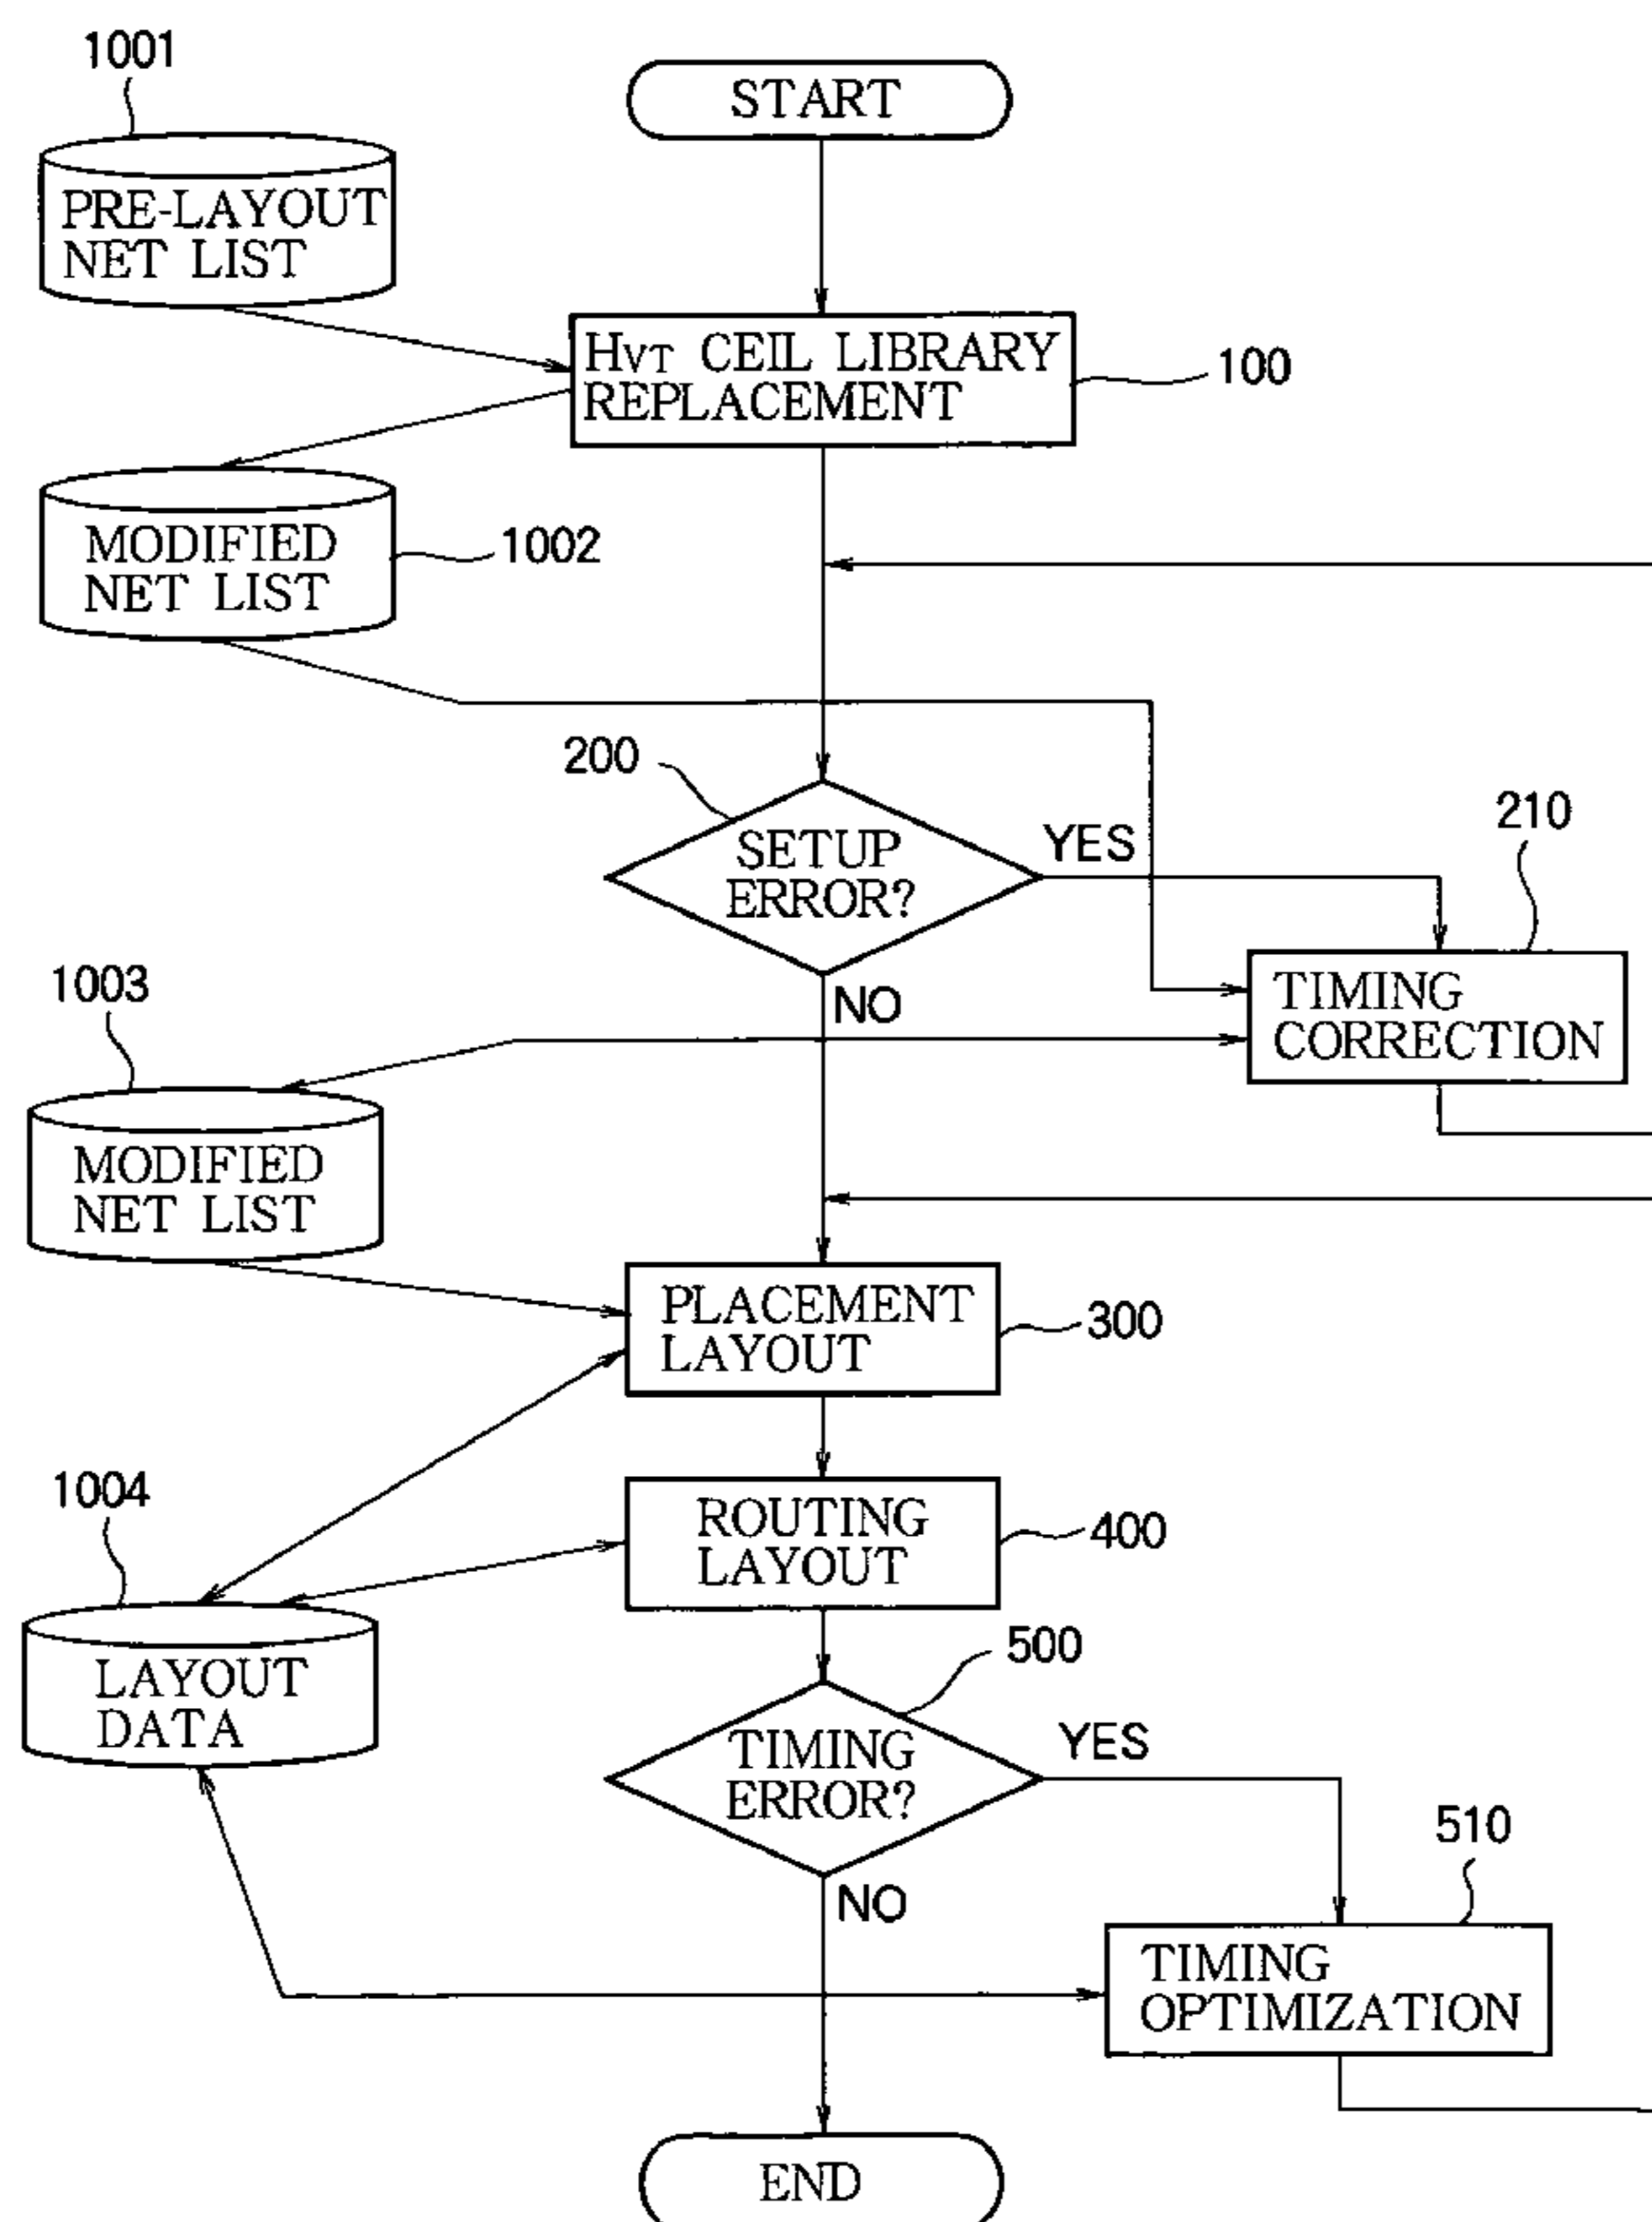 1001
START
PRE-LAYOUT
NET LIST
HVT CEIL LIBRARY
REPLACEMENT
100
MODIFIED
NET LIST
1002
200
SETUP
ERROR?
YES
210
NO
TIMING
CORRECTION
1003
MODIFIED
NET LIST
PLACEMENT
LAYOUT
300
1004
ROUTING
LAYOUT
400
500
LAYOUT
DATA
TIMING
ERROR?
YES
510
NO
TIMING
OPTIMIZATION
END